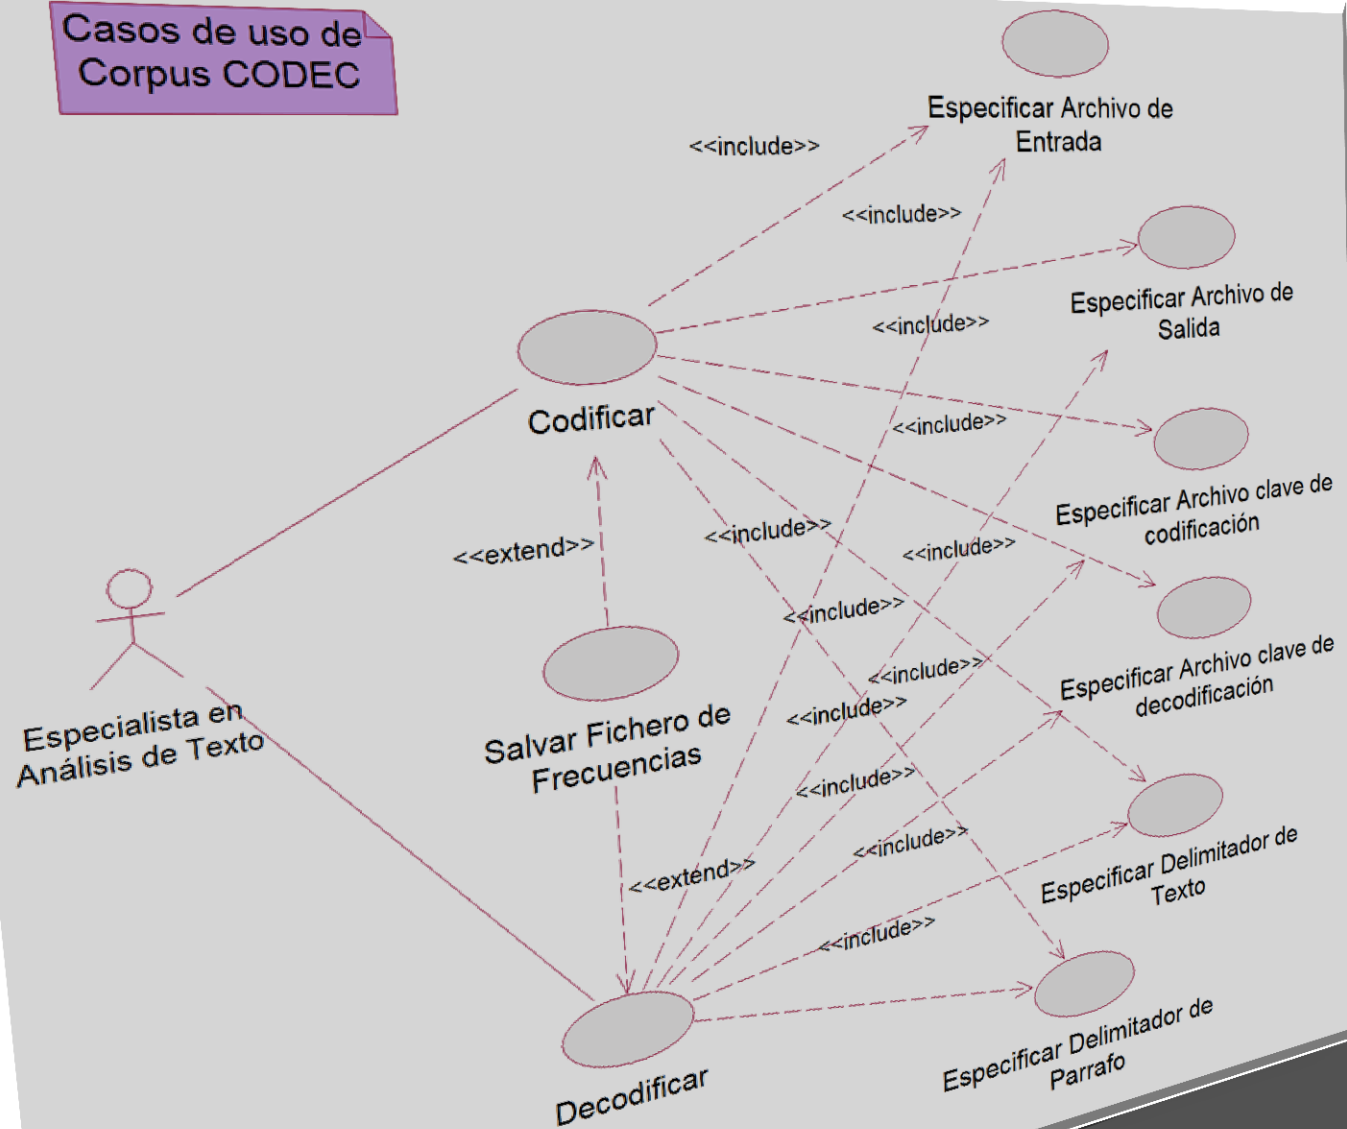 Casos de uso de
Corpus CODEC
Especificar Archivo de
Entrada
<<include>>
<<include>>
Especificar Archivo de
Salida
<<include>>
Codificar
<<include>>
Especificar Archivo clave de
codificación
<<include>>
<<extend>>
<<include>>
<<include>>
Especificar Archivo clave de
decodificación
<<include>>
<<include>>
Especialista en
Análisis de Texto
Salvar Fichero de
Frecuencias
<<include>>
<<include>>
Especificar Delimitador de
Texto
<<extend>>
<<include>>
Especificar Delimitador de
Parrafo
Decodificar